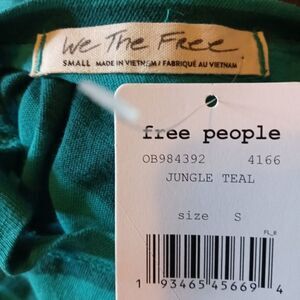 We The Free
SMALL MADE IN VIETNAM / FABRIQUÉ AU VIETNAM
free people
OB984392 4166
JUNGLE TEAL
size S
FL_8
1 93465 45669 4